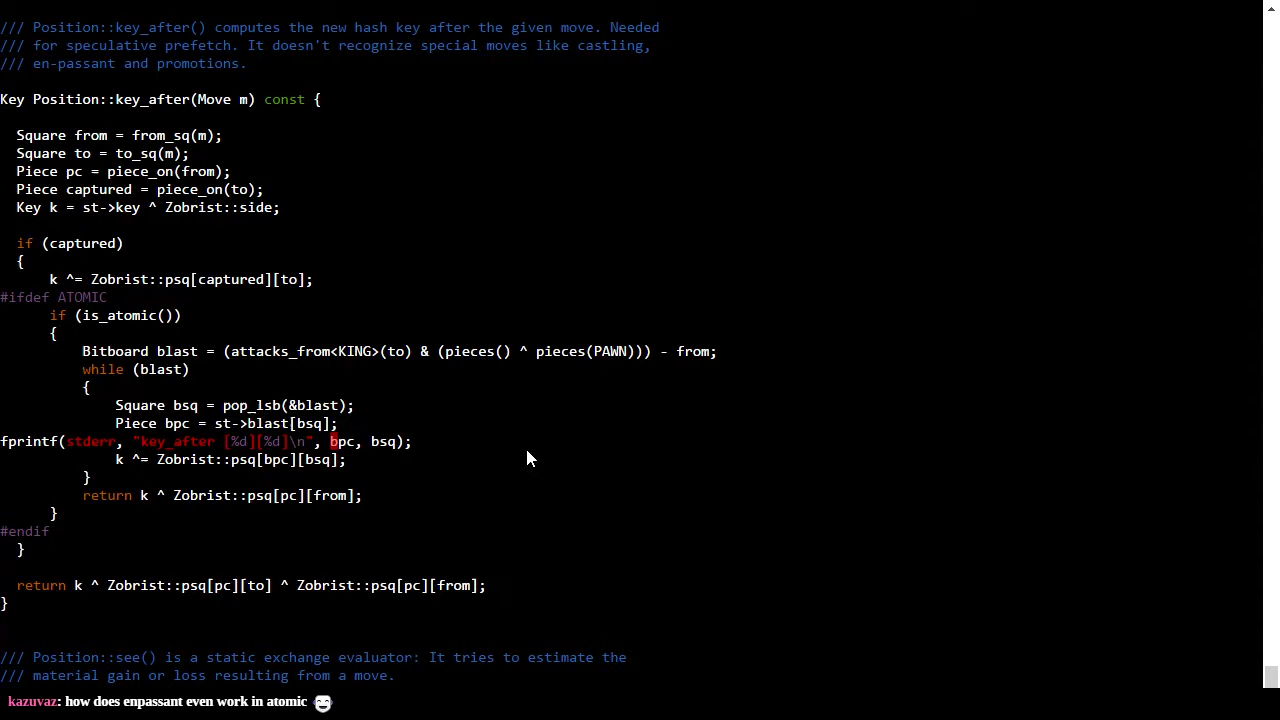 /// Position::key_after() computes the new hash key after the given move. Needed
/// for speculative prefetch. It doesn't recognize special moves like castling,
/// en-passant and promotions.
Key Position::key_after(Move m) const {
Square from = from_sq(m);
Square to = to_sq(m);
Piece pc = piece_on(from);
Piece captured = piece_on(to);
Key k = st->key ^ Zobrist::side;
if (captured)
{
k ^= Zobrist::psq[captured][to];
#ifdef ATOMIC
if (is_atomic())
{
Bitboard blast = (attacks_from<KING>(to) & (pieces() ^ pieces(PAWN))) - from;
while (blast)
{
Square bsq = pop_lsb(&blast);
Piece bpc = st->blast[bsq];
fprintf(stderr, "key_after [%d][%d]\n", bpc, bsq);
k ^= Zobrist::psq[bpc][bsq];
}
return k ^ Zobrist::psq[pc][from];
}
#endif
}
return k ^ Zobrist::psq[pc][to] ^ Zobrist::psq[pc][from];
}
/// Position::see() is a static exchange evaluator: It tries to estimate the
/// material gain or loss resulting from a move.
kazuvaz: how does enpassant even work in atomic